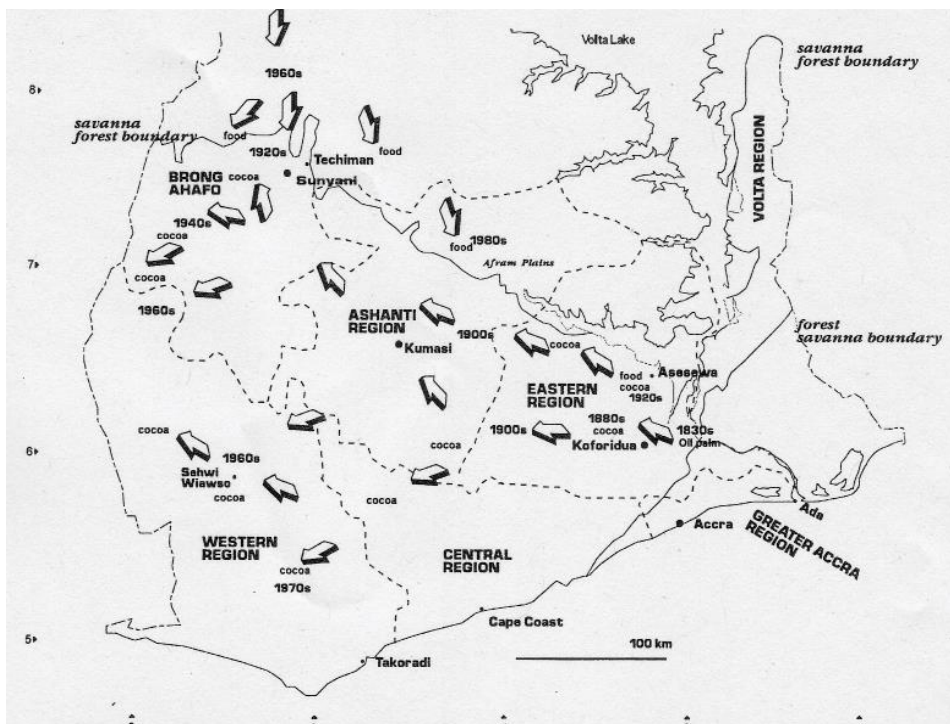 Volta Lake
savanna
forest boundary
8
1960s
savanna
forest boundary
food
1920s
food
Techiman
Sunyani
BRONG
AHAFO
cocoa
VOLTA REGION
1940s
cocoa
food
1980s
7
cocoa
Afram Plains
1960s
ASHANTI
REGION
1900s
forest
savanna boundary
Kumasi
cocoa
food
Asesewa
cocoa
1920s
EASTERN
REGION
1880s
cocoa
1900s
1830s
Oil palm
Koforidua
cocoa
6
1960s
cocoa
Sehwi
Wiawso
cocoa
cocoa
Ada
Accra
GREATER ACCRA
REGION
WESTERN
REGION
CENTRAL
REGION
cocoa
1970s
Cape Coast
5
100 km
Takoradi